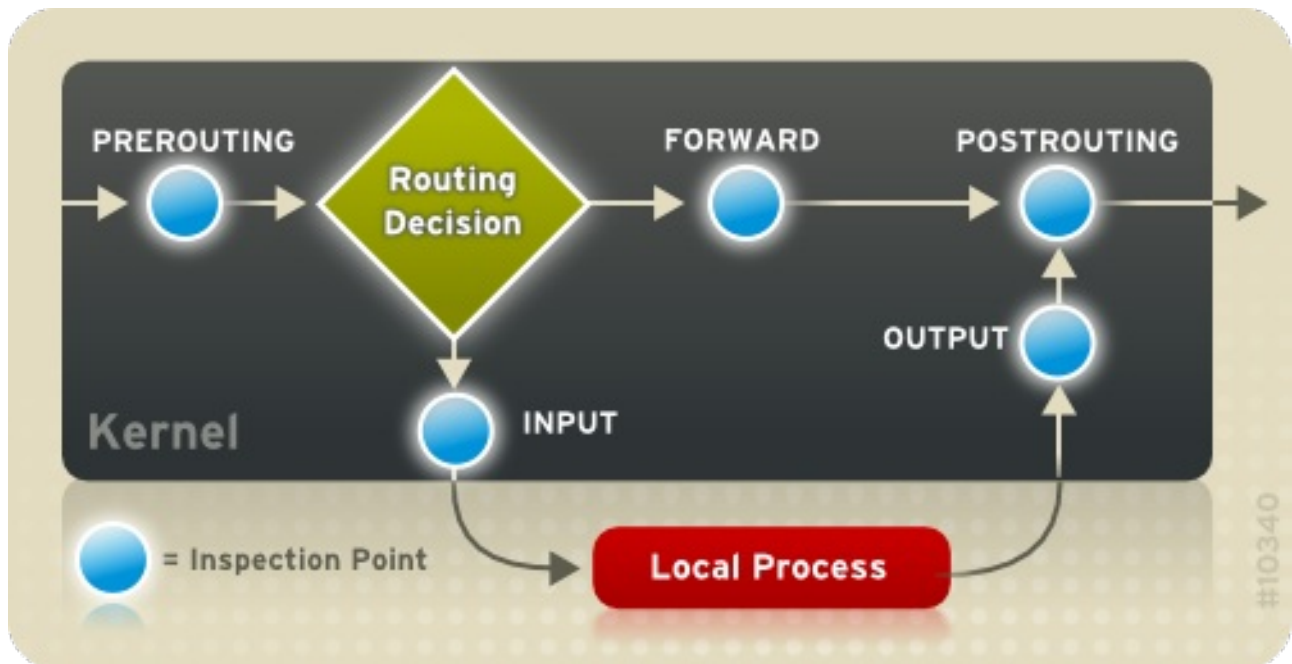 PREROUTING
Routing
Decision
FORWARD
POSTROUTING
OUTPUT
INPUT
Kernel
= Inspection Point
Local Process
#10340